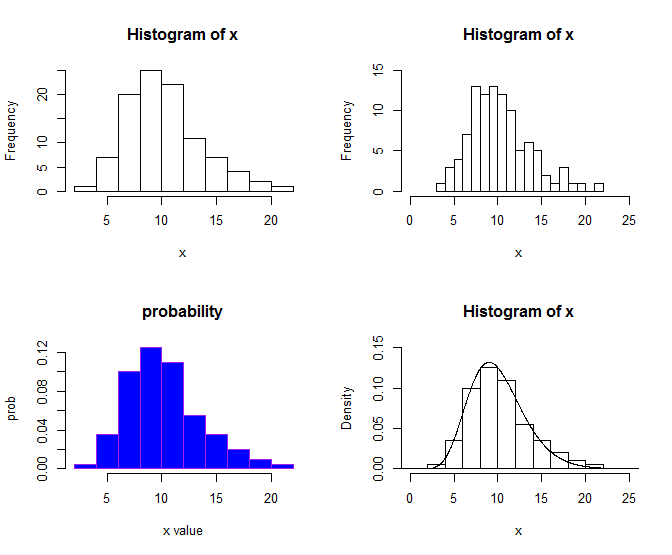 Histogram of x
Frequency
0 5 10 20
5 10 15 20
x
Histogram of x
Frequency
0 5 10 15
0 5 10 15 20 25
x
probability
prob
0.00 0.04 0.08 0.12
5 10 15 20
x value
Histogram of x
Density
0.00 0.05 0.10 0.15
0 5 10 15 20 25
x